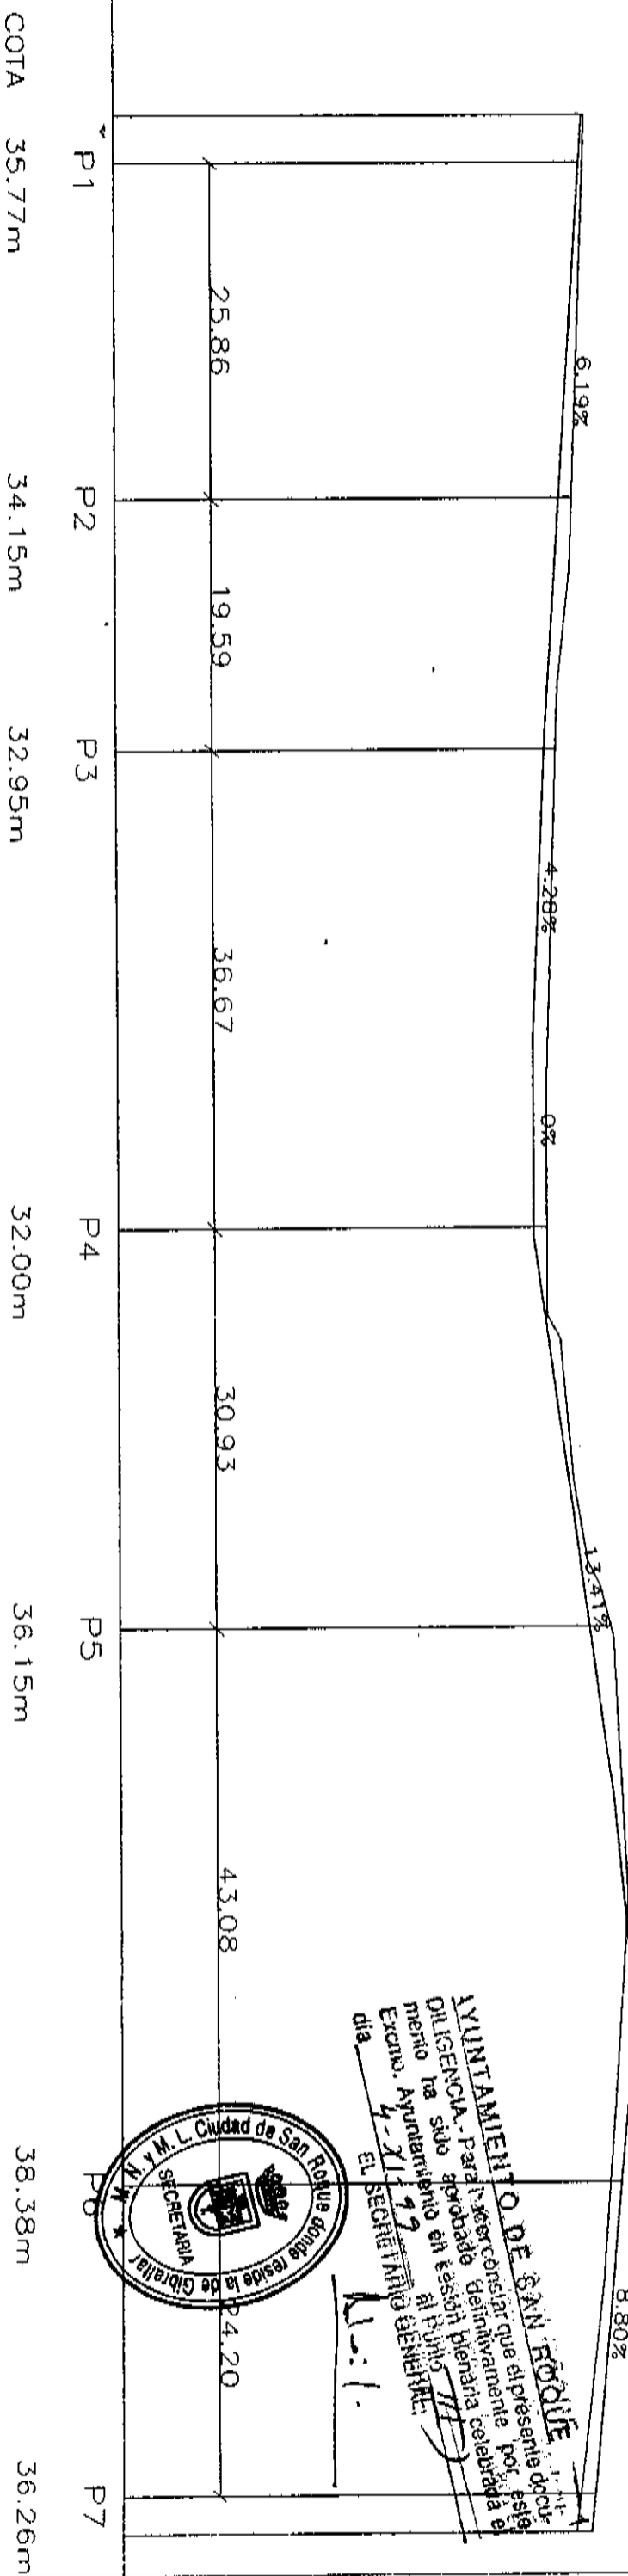 6.19%
4.28%
0%
13.41%
8.80%
AYUNTAMIENTO DE SAN ROQUE
DILIGENCIA.- Para hacer constar que el presente docu-
mento ha sido aprobado definitivamente por este
Excmo. Ayuntamiento en sesión plenaria celebrada el
día 4-XI-99 al Punto
EL SECRETARIO GENERAL,
25.86 19.59 36.67 30.93 43.08 24.20
M. N. y M. L. Ciudad de San Roque donde reside la de Gibraltar
SECRETARIA
P1 P2 P3 P4 P5 P6 P7
COTA 35.77m 34.15m 32.95m 32.00m 36.15m 38.38m 36.26m